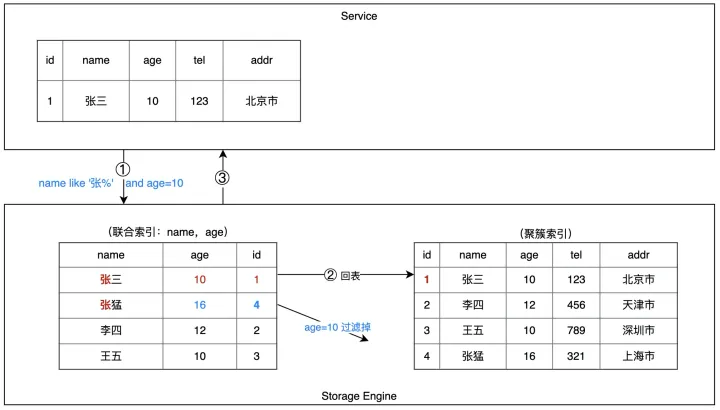 Service
id name age tel addr
1 张三 10 123 北京市
① ③
name like '张%' and age=10
(联合索引：name，age) (聚簇索引)
name age id id name age tel addr
张三 10 1 ② 回表 1 张三 10 123 北京市
张猛 16 4 2 李四 12 456 天津市
age=10 过滤掉
李四 12 2 3 王五 10 789 深圳市
王五 10 3 4 张猛 16 321 上海市
Storage Engine